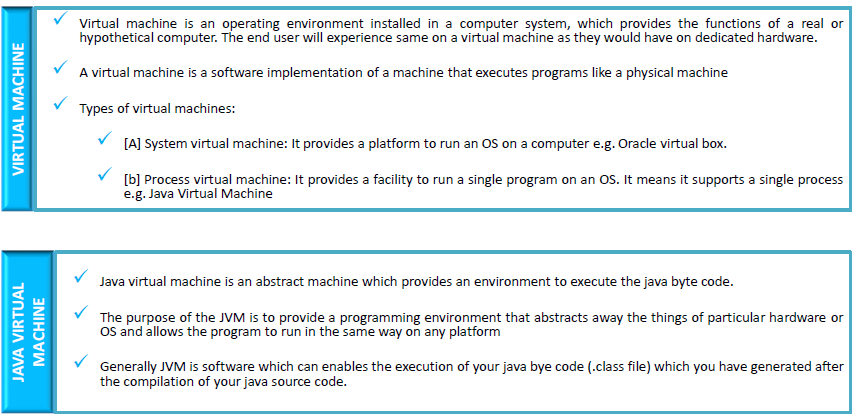 VIRTUAL MACHINE
Virtual machine is an operating environment installed in a computer system, which provides the functions of a real or
hypothetical computer. The end user will experience same on a virtual machine as they would have on dedicated hardware.
A virtual machine is a software implementation of a machine that executes programs like a physical machine
Types of virtual machines:
[A] System virtual machine: It provides a platform to run an OS on a computer e.g. Oracle virtual box.
[b] Process virtual machine: It provides a facility to run a single program on an OS. It means it supports a single process
e.g. Java Virtual Machine
JAVA VIRTUAL
MACHINE
Java virtual machine is an abstract machine which provides an environment to execute the java byte code.
The purpose of the JVM is to provide a programming environment that abstracts away the things of particular hardware or
OS and allows the program to run in the same way on any platform
Generally JVM is software which can enables the execution of your java bye code (.class file) which you have generated after
the compilation of your java source code.